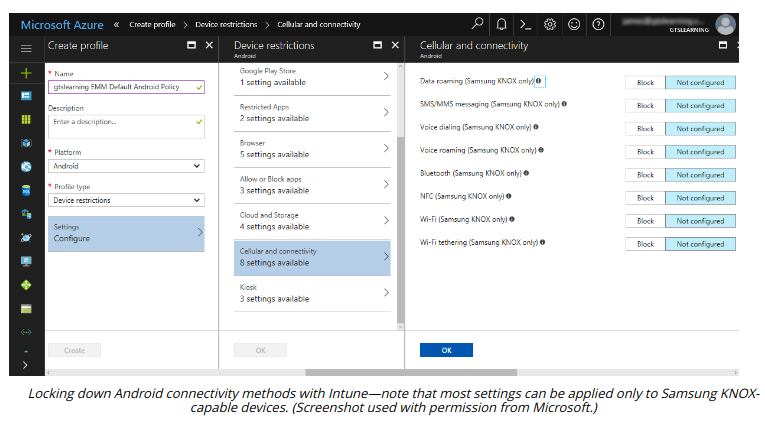 Microsoft Azure « Create profile > Device restrictions > Cellular and connectivity
GTSLEARNING
Create profile
* Name
gtslearning EMM Default Android Policy
Description
Enter a description...
* Platform
Android
* Profile type
Device restrictions
Settings
Configure
Create
Device restrictions
Android
Google Play Store
1 setting available
Restricted Apps
2 settings available
Browser
5 settings available
Allow or Block apps
3 settings available
Cloud and Storage
4 settings available
Cellular and connectivity
8 settings available
Kiosk
3 settings available
OK
Cellular and connectivity
Android
Data roaming (Samsung KNOX only) Block Not configured
SMS/MMS messaging (Samsung KNOX only) Block Not configured
Voice dialing (Samsung KNOX only) Block Not configured
Voice roaming (Samsung KNOX only) Block Not configured
Bluetooth (Samsung KNOX only) Block Not configured
NFC (Samsung KNOX only) Block Not configured
Wi-Fi (Samsung KNOX only) Block Not configured
Wi-Fi tethering (Samsung KNOX only) Block Not configured
OK
Locking down Android connectivity methods with Intune—note that most settings can be applied only to Samsung KNOX-
capable devices. (Screenshot used with permission from Microsoft.)